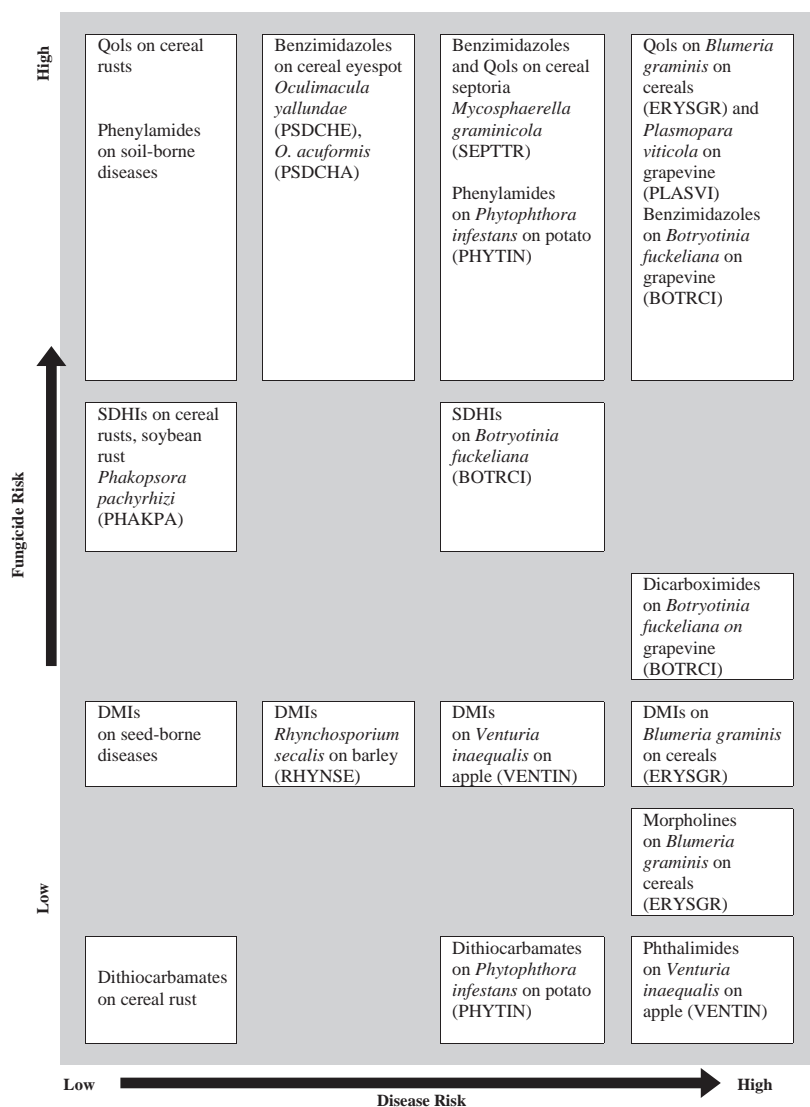 High
QoIs on cereal
rusts
Phenylamides
on soil-borne
diseases
Benzimidazoles
on cereal eyespot
Oculimacula
yallundae
(PSDCHE),
O. acuformis
(PSDCHA)
Benzimidazoles
and QoIs on cereal
septoria
Mycosphaerella
graminicola
(SEPTTR)
Phenylamides
on Phytophthora
infestans on potato
(PHYTIN)
QoIs on Blumeria
graminis on
cereals
(ERYSGR) and
Plasmopara
viticola on
grapevine
(PLASVI)
Benzimidazoles
on Botryotinia
fuckeliana on
grapevine
(BOTRCI)
Fungicide Risk
SDHIs on cereal
rusts, soybean
rust
Phakopsora
pachyrhizi
(PHAKPA)
SDHIs
on Botryotinia
fuckeliana
(BOTRCI)
Dicarboximides
on Botryotinia
fuckeliana on
grapevine
(BOTRCI)
DMIs
on seed-borne
diseases
DMIs
Rhynchosporium
secalis on barley
(RHYNSE)
DMIs
on Venturia
inaequalis on
apple (VENTIN)
DMIs on
Blumeria graminis
on cereals
(ERYSGR)
Low
Morpholines
on Blumeria
graminis on
cereals
(ERYSGR)
Dithiocarbamates
on cereal rust
Dithiocarbamates
on Phytophthora
infestans on potato
(PHYTIN)
Phthalimides
on Venturia
inaequalis on
apple (VENTIN)
Low
High
Disease Risk